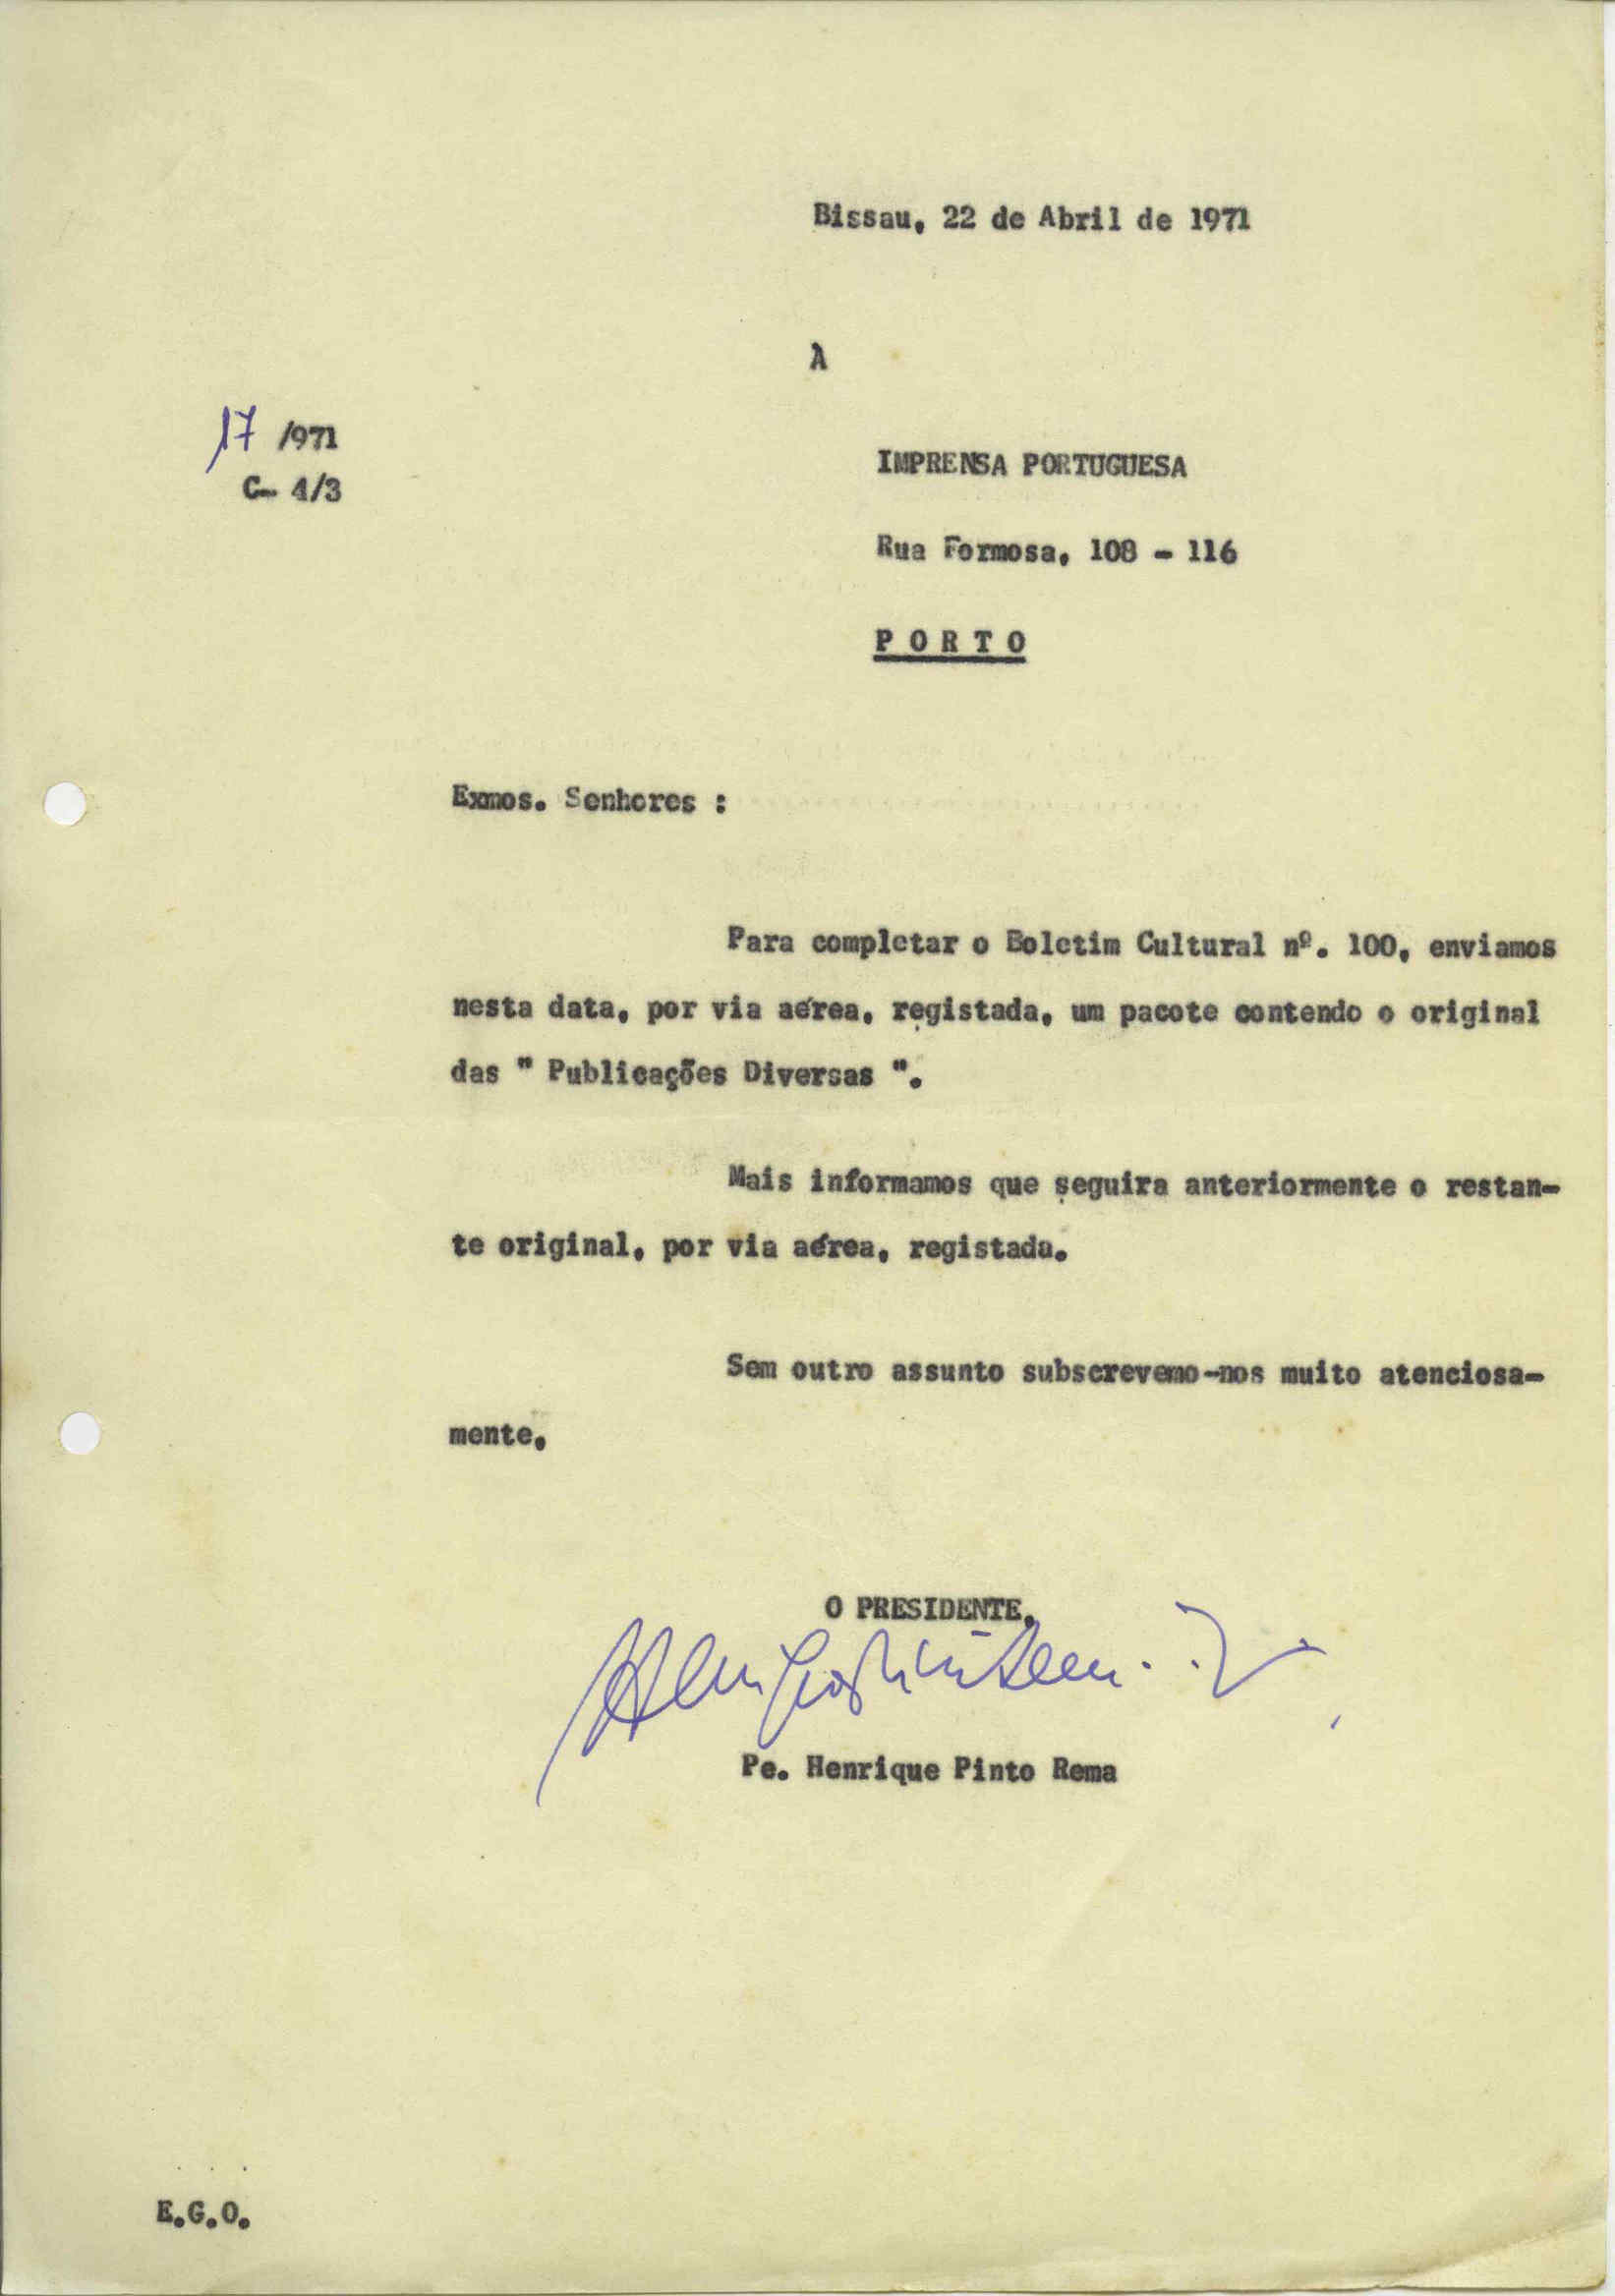 Bissau, 22 de Abril de 1971
A
17 /971
C- 4/3
IMPRENSA PORTUGUESA
Rua Formosa, 108 - 116
P O R T O
Exmos. Senhores :
Para completar o Boletim Cultural nº. 100, enviamos
nesta data, por via aérea, registada, um pacote contendo o original
das " Publicações Diversas ".
Mais informamos que seguira anteriormente o restan-
te original, por via aérea, registada.
Sem outro assunto subscrevemo-nos muito atenciosa-
mente,
O PRESIDENTE,
Pe. Henrique Pinto Rema
E.G.O.